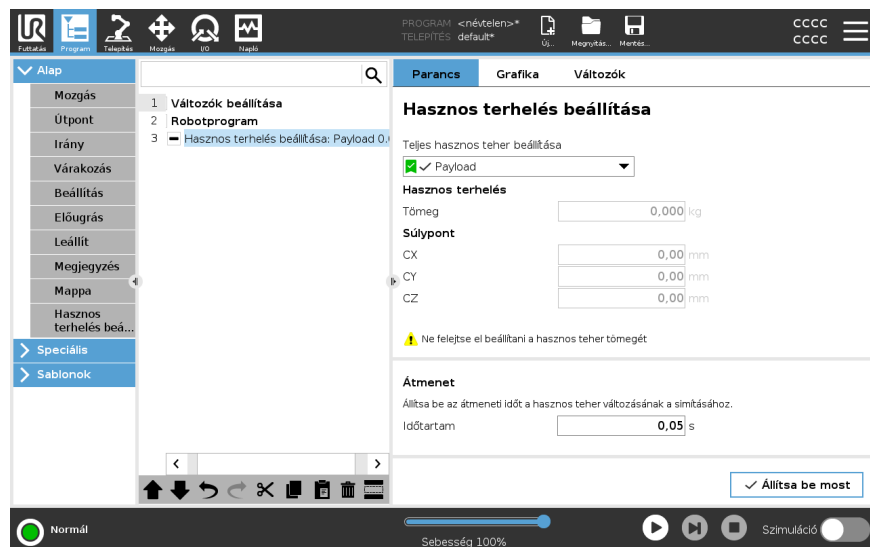 Futtatás
Program
Telepítés
Mozgás
I/O
Napló
PROGRAM <névtelen>*
TELEPÍTÉS default*
Új...
Megnyitás...
Mentés...
CCCC
CCCC
Alap
Mozgás
Útpont
Irány
Várakozás
Beállítás
Előugrás
Leállít
Megjegyzés
Mappa
Hasznos
terhelés beá...
Speciális
Sablonok
1 Változók beállítása
2 Robotprogram
3 Hasznos terhelés beállítása: Payload 0.
Parancs
Grafika
Változók
Hasznos terhelés beállítása
Teljes hasznos teher beállítása
Payload
Hasznos terhelés
Tömeg 0,000 kg
Súlypont
CX 0,00 mm
CY 0,00 mm
CZ 0,00 mm
Ne felejtse el beállítani a hasznos teher tömegét
Átmenet
Állítsa be az átmeneti időt a hasznos teher változásának a simításához.
Időtartam 0,05 s
Állítsa be most
Normál
Sebesség 100%
Szimuláció